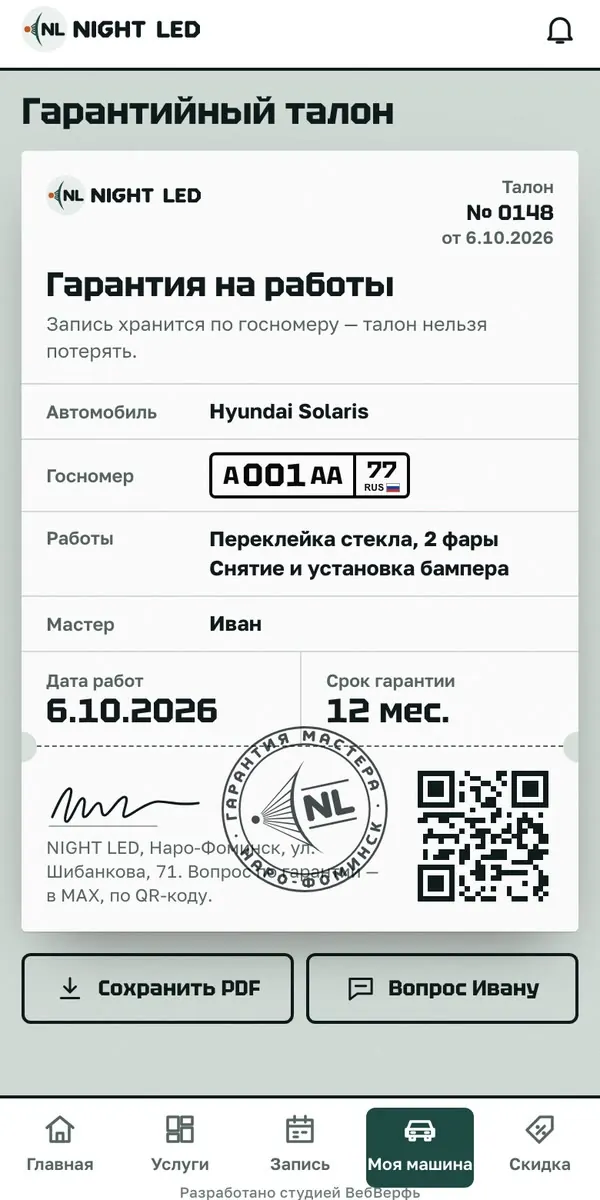 NL NIGHT LED
Гарантийный талон
NL NIGHT LED
Талон
№ 0148
от 6.10.2026
Гарантия на работы
Запись хранится по госномеру — талон нельзя
потерять.
Автомобиль
Hyundai Solaris
Госномер
А 001 АА 77
RUS
Работы
Переклейка стекла, 2 фары
Снятие и установка бампера
Мастер
Иван
Дата работ
6.10.2026
Срок гарантии
12 мес.
ГАРАНТИЯ МАСТЕРА
NL
НАРО-ФОМИНСК
NIGHT LED, Наро-Фоминск, ул.
Шибанкова, 71. Вопрос по гарантии —
в MAX, по QR-коду.
Сохранить PDF
Вопрос Ивану
Главная
Услуги
Запись
Моя машина
Скидка
Разработано студией ВебВерфь